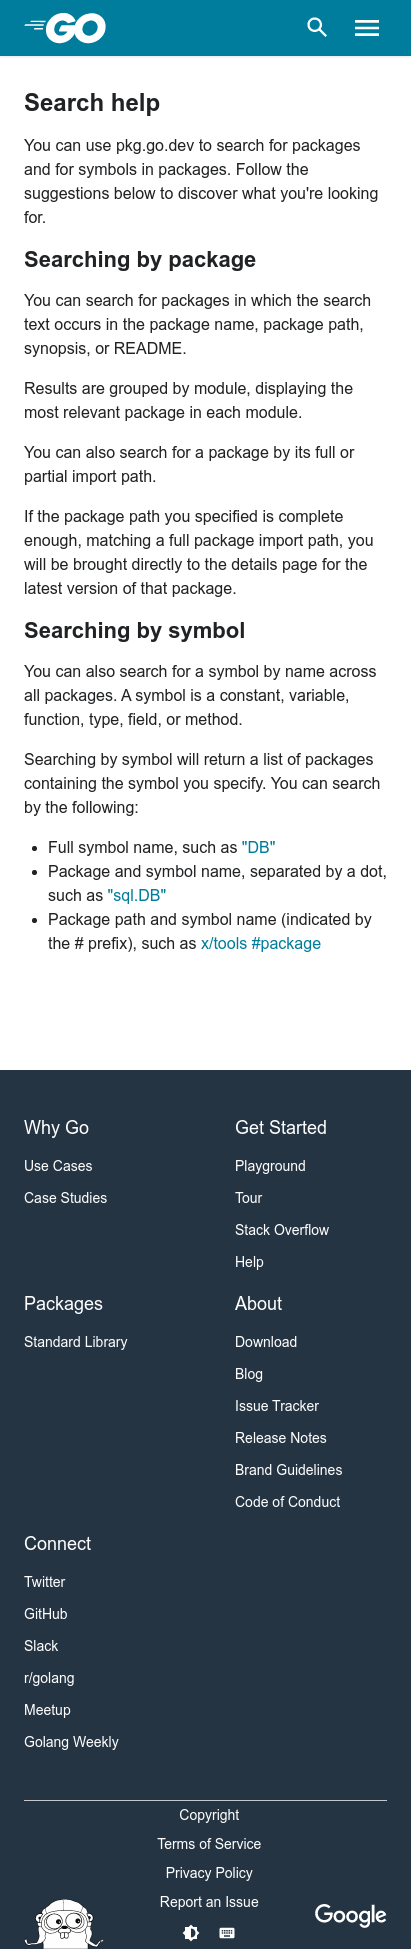 GO
Search help
You can use pkg.go.dev to search for packages
and for symbols in packages. Follow the
suggestions below to discover what you're looking
for.
Searching by package
You can search for packages in which the search
text occurs in the package name, package path,
synopsis, or README.
Results are grouped by module, displaying the
most relevant package in each module.
You can also search for a package by its full or
partial import path.
If the package path you specified is complete
enough, matching a full package import path, you
will be brought directly to the details page for the
latest version of that package.
Searching by symbol
You can also search for a symbol by name across
all packages. A symbol is a constant, variable,
function, type, field, or method.
Searching by symbol will return a list of packages
containing the symbol you specify. You can search
by the following:
• Full symbol name, such as "DB"
• Package and symbol name, separated by a dot,
such as "sql.DB"
• Package path and symbol name (indicated by
the # prefix), such as x/tools #package
Why Go
Use Cases
Case Studies
Get Started
Playground
Tour
Stack Overflow
Help
Packages
Standard Library
About
Download
Blog
Issue Tracker
Release Notes
Brand Guidelines
Code of Conduct
Connect
Twitter
GitHub
Slack
r/golang
Meetup
Golang Weekly
Copyright
Terms of Service
Privacy Policy
Report an Issue
Google